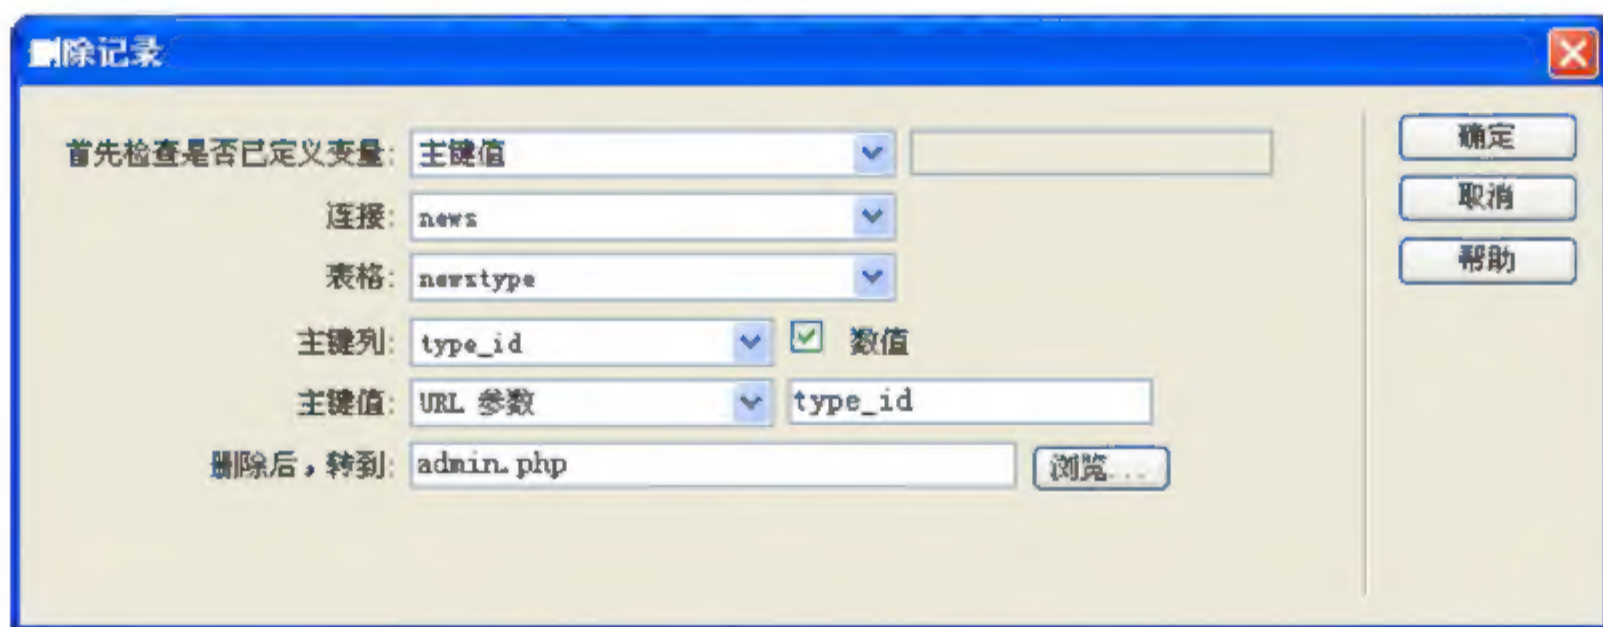 删除记录
首先检查是否已定义变量: 主键值
确定
连接: news
取消
表格: newstype
帮助
主键列: type_id 数值
主键值: URL 参数 type_id
删除后,转到: admin.php 浏览...